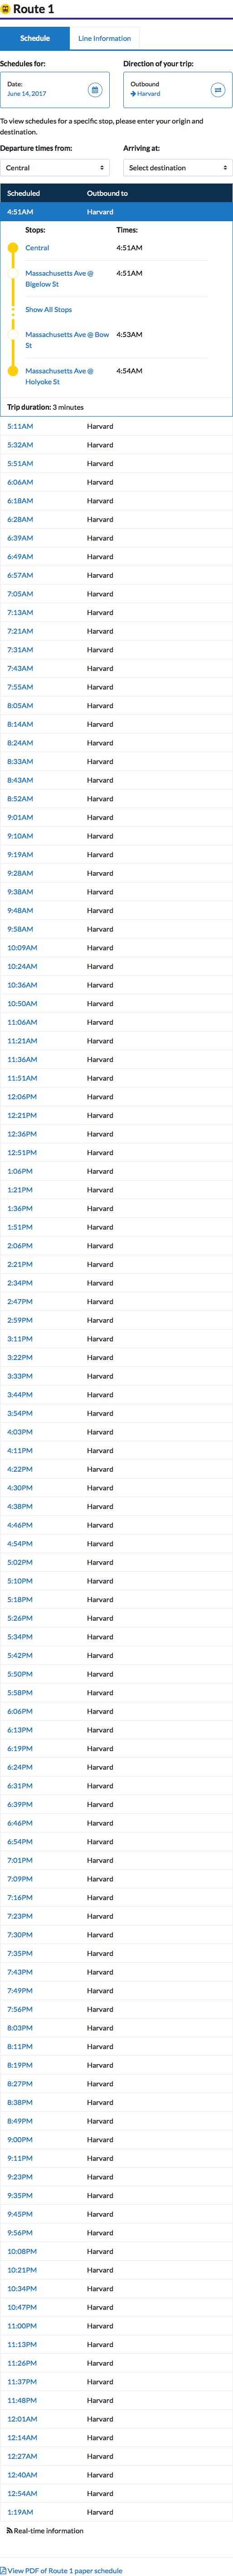 Route 1
Schedule Line Information
Schedules for: Direction of your trip:
Date: Outbound
June 14, 2017 Harvard
To view schedules for a specific stop, please enter your origin and
destination.
Departure times from: Arriving at:
Central Select destination
Scheduled Outbound to
4:51AM Harvard
Stops: Times:
Central 4:51AM
Massachusetts Ave @ 4:51AM
Bigelow St
Show All Stops
Massachusetts Ave @ Bow 4:53AM
St
Massachusetts Ave @ 4:54AM
Holyoke St
Trip duration: 3 minutes
5:11AM Harvard
5:32AM Harvard
5:51AM Harvard
6:06AM Harvard
6:18AM Harvard
6:28AM Harvard
6:39AM Harvard
6:49AM Harvard
6:57AM Harvard
7:05AM Harvard
7:13AM Harvard
7:21AM Harvard
7:31AM Harvard
7:43AM Harvard
7:55AM Harvard
8:05AM Harvard
8:14AM Harvard
8:24AM Harvard
8:33AM Harvard
8:43AM Harvard
8:52AM Harvard
9:01AM Harvard
9:10AM Harvard
9:19AM Harvard
9:28AM Harvard
9:38AM Harvard
9:48AM Harvard
9:58AM Harvard
10:09AM Harvard
10:24AM Harvard
10:36AM Harvard
10:50AM Harvard
11:06AM Harvard
11:21AM Harvard
11:36AM Harvard
11:51AM Harvard
12:06PM Harvard
12:21PM Harvard
12:36PM Harvard
12:51PM Harvard
1:06PM Harvard
1:21PM Harvard
1:36PM Harvard
1:51PM Harvard
2:06PM Harvard
2:21PM Harvard
2:34PM Harvard
2:47PM Harvard
2:59PM Harvard
3:11PM Harvard
3:22PM Harvard
3:33PM Harvard
3:44PM Harvard
3:54PM Harvard
4:03PM Harvard
4:11PM Harvard
4:22PM Harvard
4:30PM Harvard
4:38PM Harvard
4:46PM Harvard
4:54PM Harvard
5:02PM Harvard
5:10PM Harvard
5:18PM Harvard
5:26PM Harvard
5:34PM Harvard
5:42PM Harvard
5:50PM Harvard
5:58PM Harvard
6:06PM Harvard
6:13PM Harvard
6:19PM Harvard
6:24PM Harvard
6:31PM Harvard
6:39PM Harvard
6:46PM Harvard
6:54PM Harvard
7:01PM Harvard
7:09PM Harvard
7:16PM Harvard
7:23PM Harvard
7:30PM Harvard
7:35PM Harvard
7:43PM Harvard
7:49PM Harvard
7:56PM Harvard
8:03PM Harvard
8:11PM Harvard
8:19PM Harvard
8:27PM Harvard
8:38PM Harvard
8:49PM Harvard
9:00PM Harvard
9:11PM Harvard
9:23PM Harvard
9:35PM Harvard
9:45PM Harvard
9:56PM Harvard
10:08PM Harvard
10:21PM Harvard
10:34PM Harvard
10:47PM Harvard
11:00PM Harvard
11:13PM Harvard
11:26PM Harvard
11:37PM Harvard
11:48PM Harvard
12:01AM Harvard
12:14AM Harvard
12:27AM Harvard
12:40AM Harvard
12:54AM Harvard
1:19AM Harvard
Real-time information
View PDF of Route 1 paper schedule